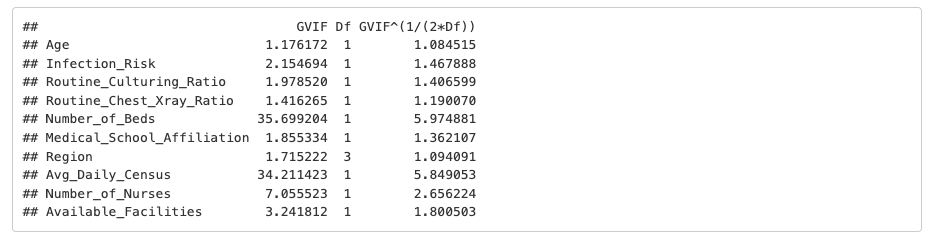 ##                                  GVIF Df GVIF^(1/(2*Df))
## Age                          1.176172  1        1.084515
## Infection_Risk               2.154694  1        1.467888
## Routine_Culturing_Ratio      1.978520  1        1.406599
## Routine_Chest_Xray_Ratio     1.416265  1        1.190070
## Number_of_Beds              35.699204  1        5.974881
## Medical_School_Affiliation   1.855334  1        1.362107
## Region                       1.715222  3        1.094091
## Avg_Daily_Census            34.211423  1        5.849053
## Number_of_Nurses             7.055523  1        2.656224
## Available_Facilities         3.241812  1        1.800503